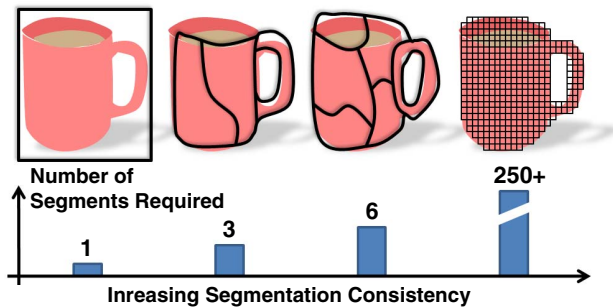 Number of
Segments Required
1
3
6
250+
Inreasing Segmentation Consistency